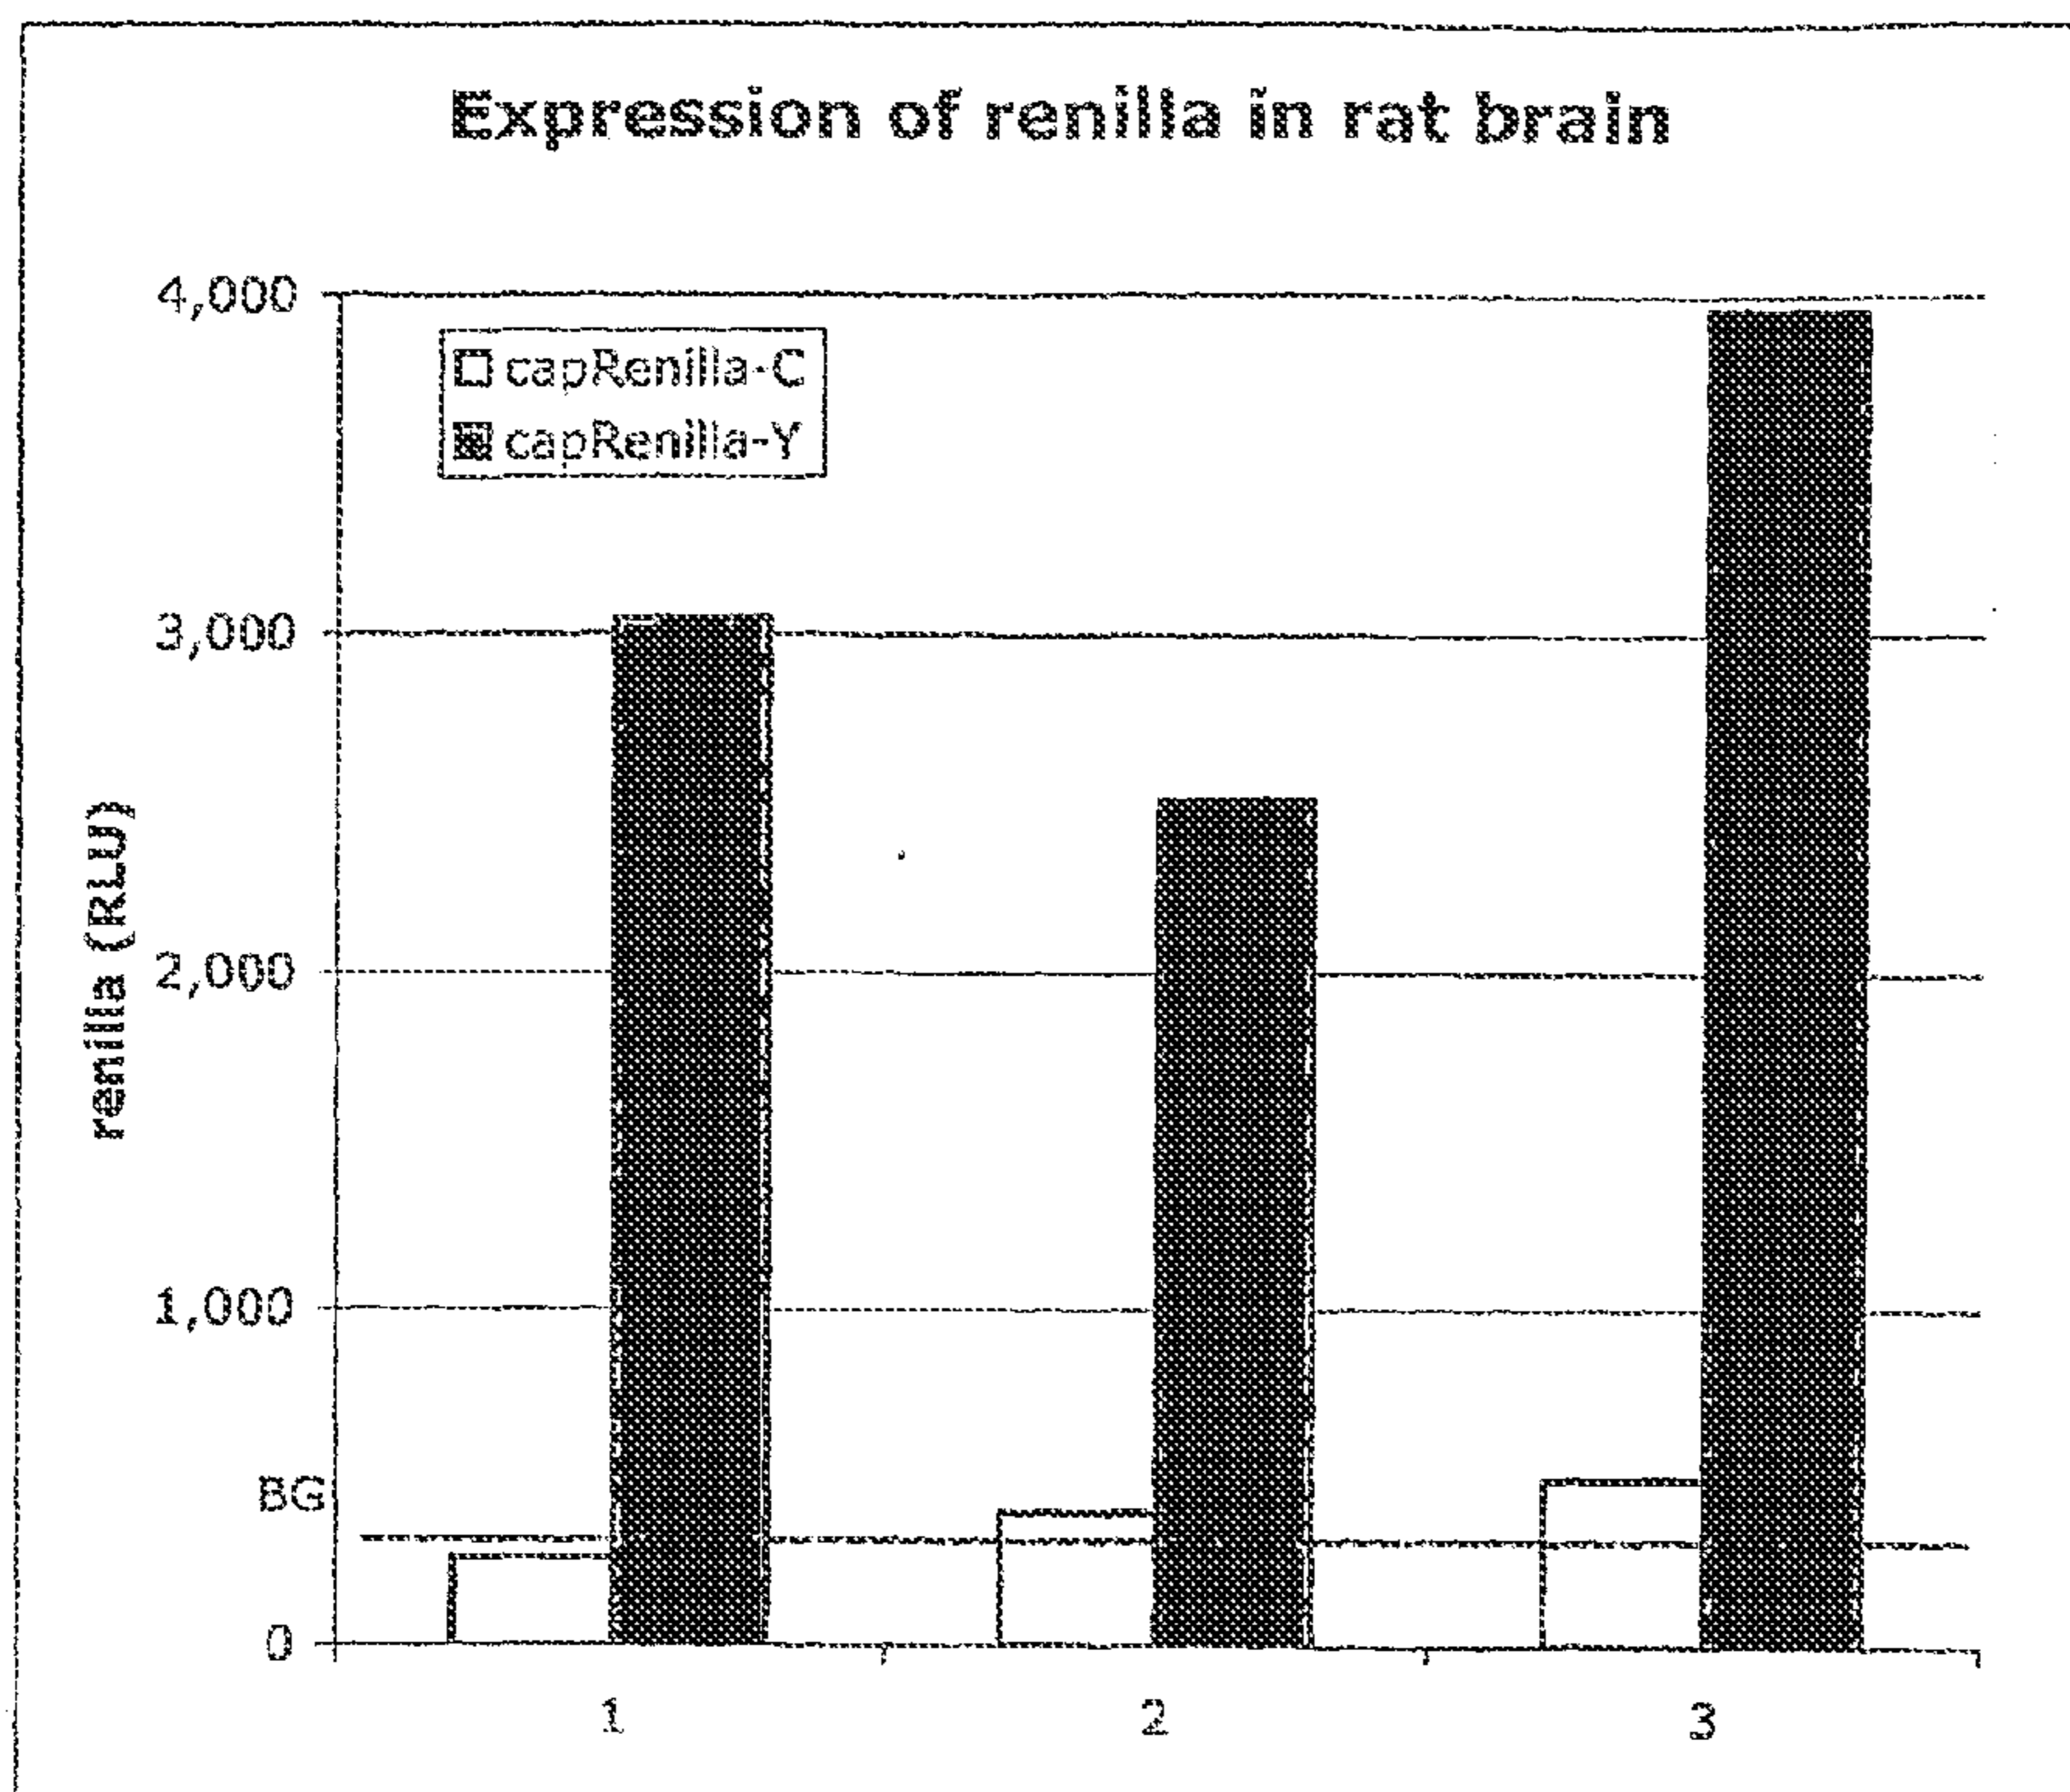 Expression of renilla in rat brain
4,000
capRenilla-C
capRenilla-Y
3,000
renilla (RLU)
2,000
1,000
BG
0
1 2 3